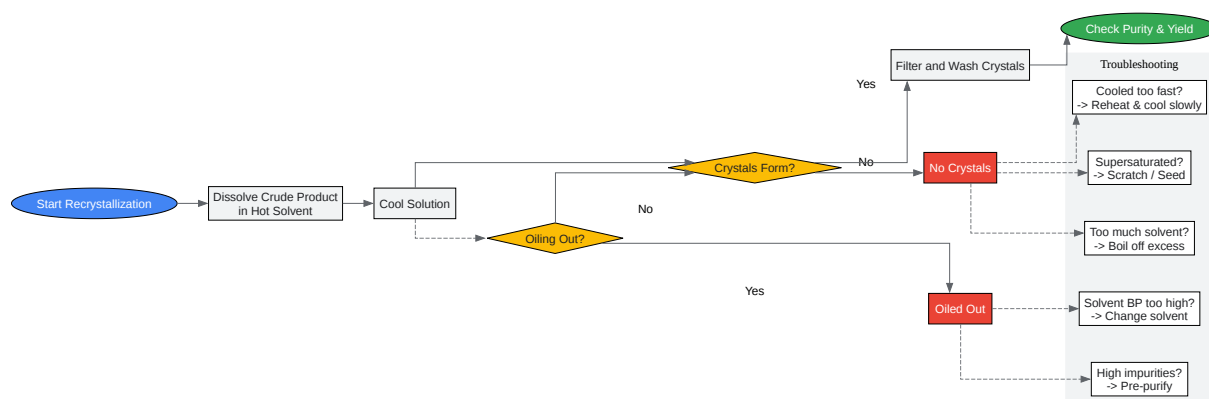 Start Recrystallization
Dissolve Crude Product
in Hot Solvent
Cool Solution
Oiling Out?
Crystals Form?
No
Yes
Yes
No
Filter and Wash Crystals
No Crystals
Oiled Out
Check Purity & Yield
Troubleshooting
Cooled too fast?
-> Reheat & cool slowly
Supersaturated?
-> Scratch / Seed
Too much solvent?
-> Boil off excess
Solvent BP too high?
-> Change solvent
High impurities?
-> Pre-purify